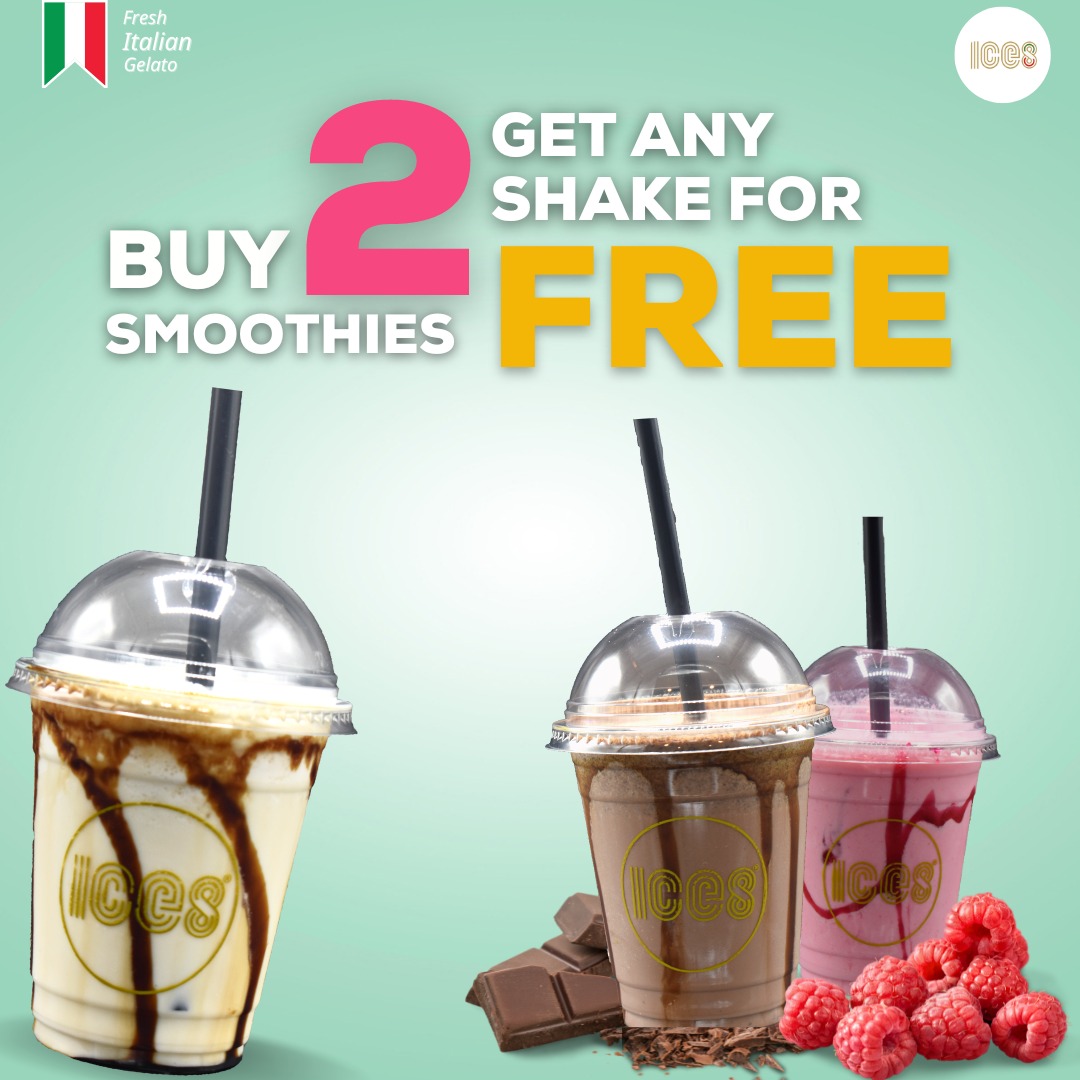 Fresh
Italian
Gelato
Ices
BUY 2
SMOOTHIES
GET ANY
SHAKE FOR
FREE
Ices
Ices
Ices